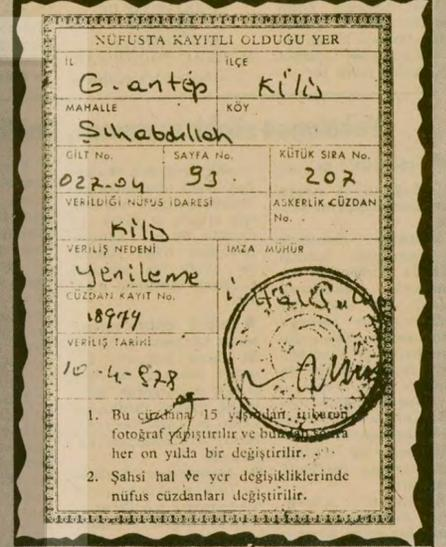 NÜFUSTA KAYITLI OLDUĞU YER
İL İLÇE
G.antep Kilis
MAHALLE KÖY
Şıhabdullah
CİLT No. SAYFA No. KÜTÜK SIRA No.
022-04 93 207
VERİLDİĞİ NÜFUS İDARESİ ASKERLİK CÜZDAN
No.
Kilis
VERİLİŞ NEDENİ İMZA MÜHÜR
Yenileme
CÜZDAN KAYIT No.
18974
VERİLİŞ TARİHİ
10-4-978
1. Bu cüzdana 15 yaşından itibaren
fotoğraf yapıştırılır ve bundan sonra
her on yılda bir değiştirilir.
2. Şahsi hal ve yer değişikliklerinde
nüfus cüzdanları değiştirilir.